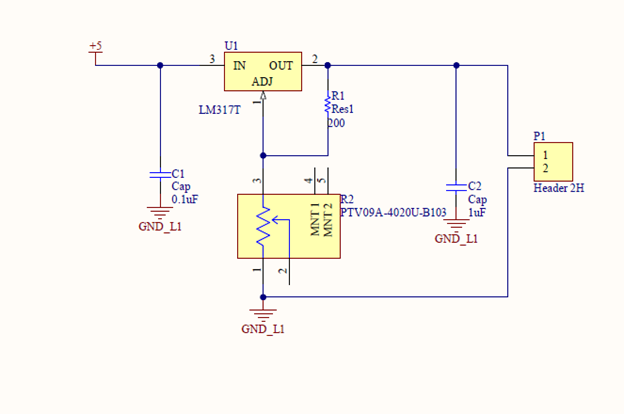 +5
U1
3
IN
OUT
2
ADJ
1
LM317T
R1
Res1
200
P1
1
2
Header 2H
C1
Cap
0.1uF
GND_L1
3
4
5
MNT 1
MNT 2
R2
PTV09A-4020U-B103
1
2
C2
Cap
1uF
GND_L1
GND_L1